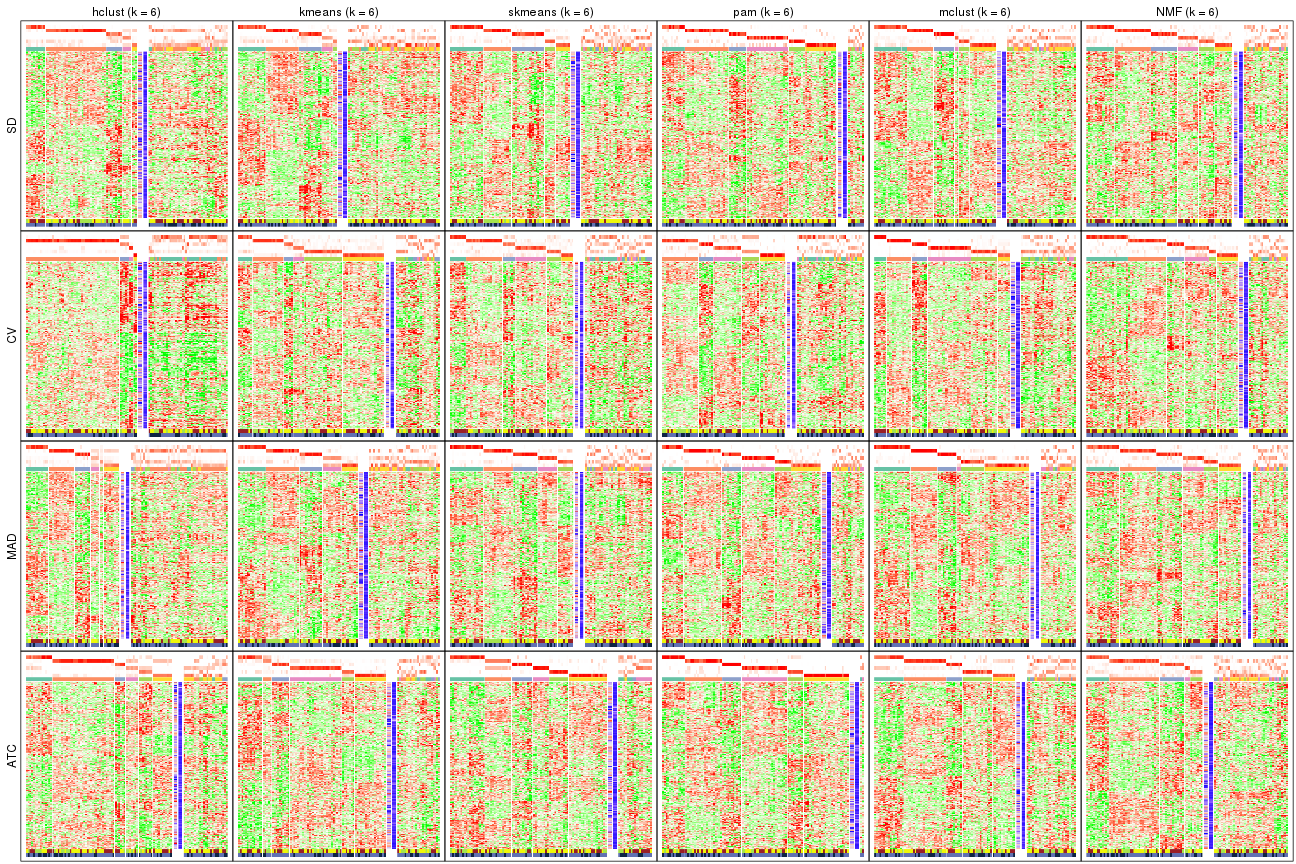 hclust (k = 6) kmeans (k = 6) skmeans (k = 6) pam (k = 6) mclust (k = 6) NMF (k = 6)
SD
CV
MAD
ATC